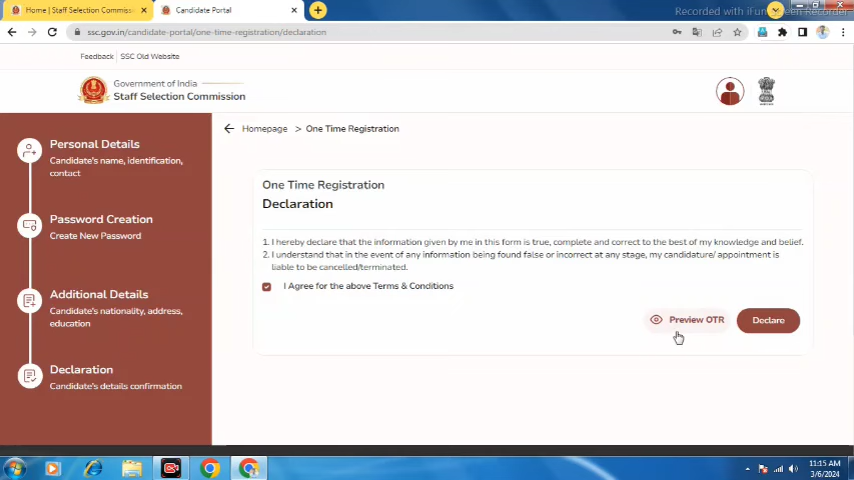 Home | Staff Selection Commissi
Candidate Portal
Recorded with iFun Screen Recorder
ssc.gov.in/candidate-portal/one-time-registration/declaration
Feedback | SSC Old Website
Government of India
Staff Selection Commission
Personal Details
Candidate's name, identification,
contact
Password Creation
Create New Password
Additional Details
Candidate's nationality, address,
education
Declaration
Candidate's details confirmation
Homepage > One Time Registration
One Time Registration
Declaration
1. I hereby declare that the information given by me in this form is true, complete and correct to the best of my knowledge and belief.
2. I understand that in the event of any information being found false or incorrect at any stage, my candidature/ appointment is
liable to be cancelled/terminated.
I Agree for the above Terms & Conditions
Preview OTR
Declare
11:15 AM
3/6/2024